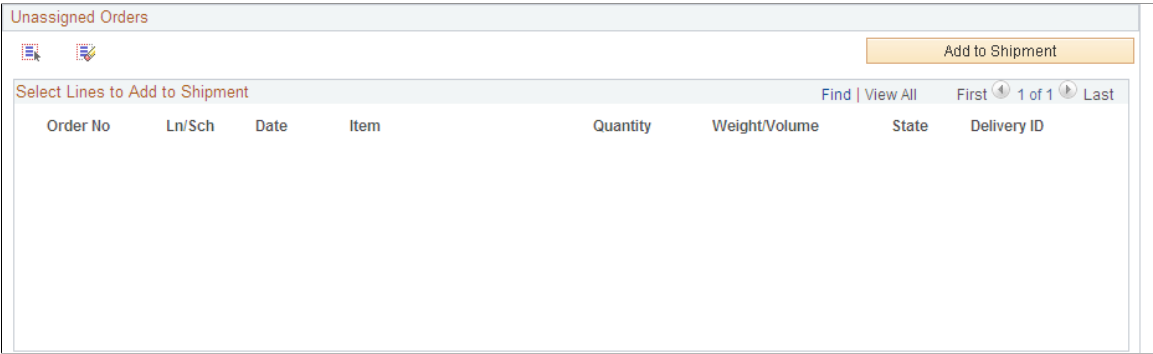 Unassigned Orders
Add to Shipment
Select Lines to Add to Shipment Find | View All First 1 of 1 Last
Order No Ln/Sch Date Item Quantity Weight/Volume State Delivery ID